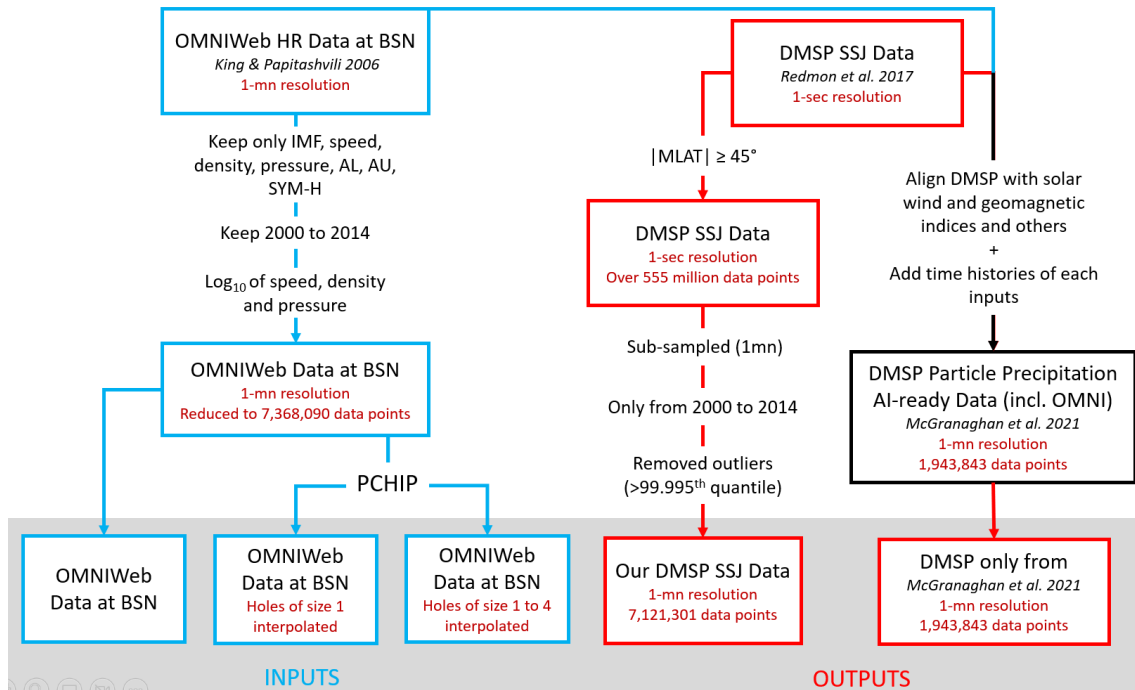 OMNIWeb HR Data at BSN
King & Papitashvili 2006
1-mn resolution
Keep only IMF, speed,
density, pressure, AL, AU,
SYM-H
Keep 2000 to 2014
Log10 of speed, density
and pressure
OMNIWeb Data at BSN
1-mn resolution
Reduced to 7,368,090 data points
PCHIP
OMNIWeb
Data at BSN
OMNIWeb
Data at BSN
Holes of size 1
interpolated
OMNIWeb
Data at BSN
Holes of size 1 to 4
interpolated
INPUTS
DMSP SSJ Data
Redmon et al. 2017
1-sec resolution
|MLAT| ≥ 45°
DMSP SSJ Data
1-sec resolution
Over 555 million data points
Sub-sampled (1mn)
Only from 2000 to 2014
Removed outliers
(>99.995th quantile)
Our DMSP SSJ Data
1-mn resolution
7,121,301 data points
Align DMSP with solar
wind and geomagnetic
indices and others
+
Add time histories of each
inputs
DMSP Particle Precipitation
AI-ready Data (incl. OMNI)
McGranaghan et al. 2021
1-mn resolution
1,943,843 data points
DMSP only from
McGranaghan et al. 2021
1-mn resolution
1,943,843 data points
OUTPUTS